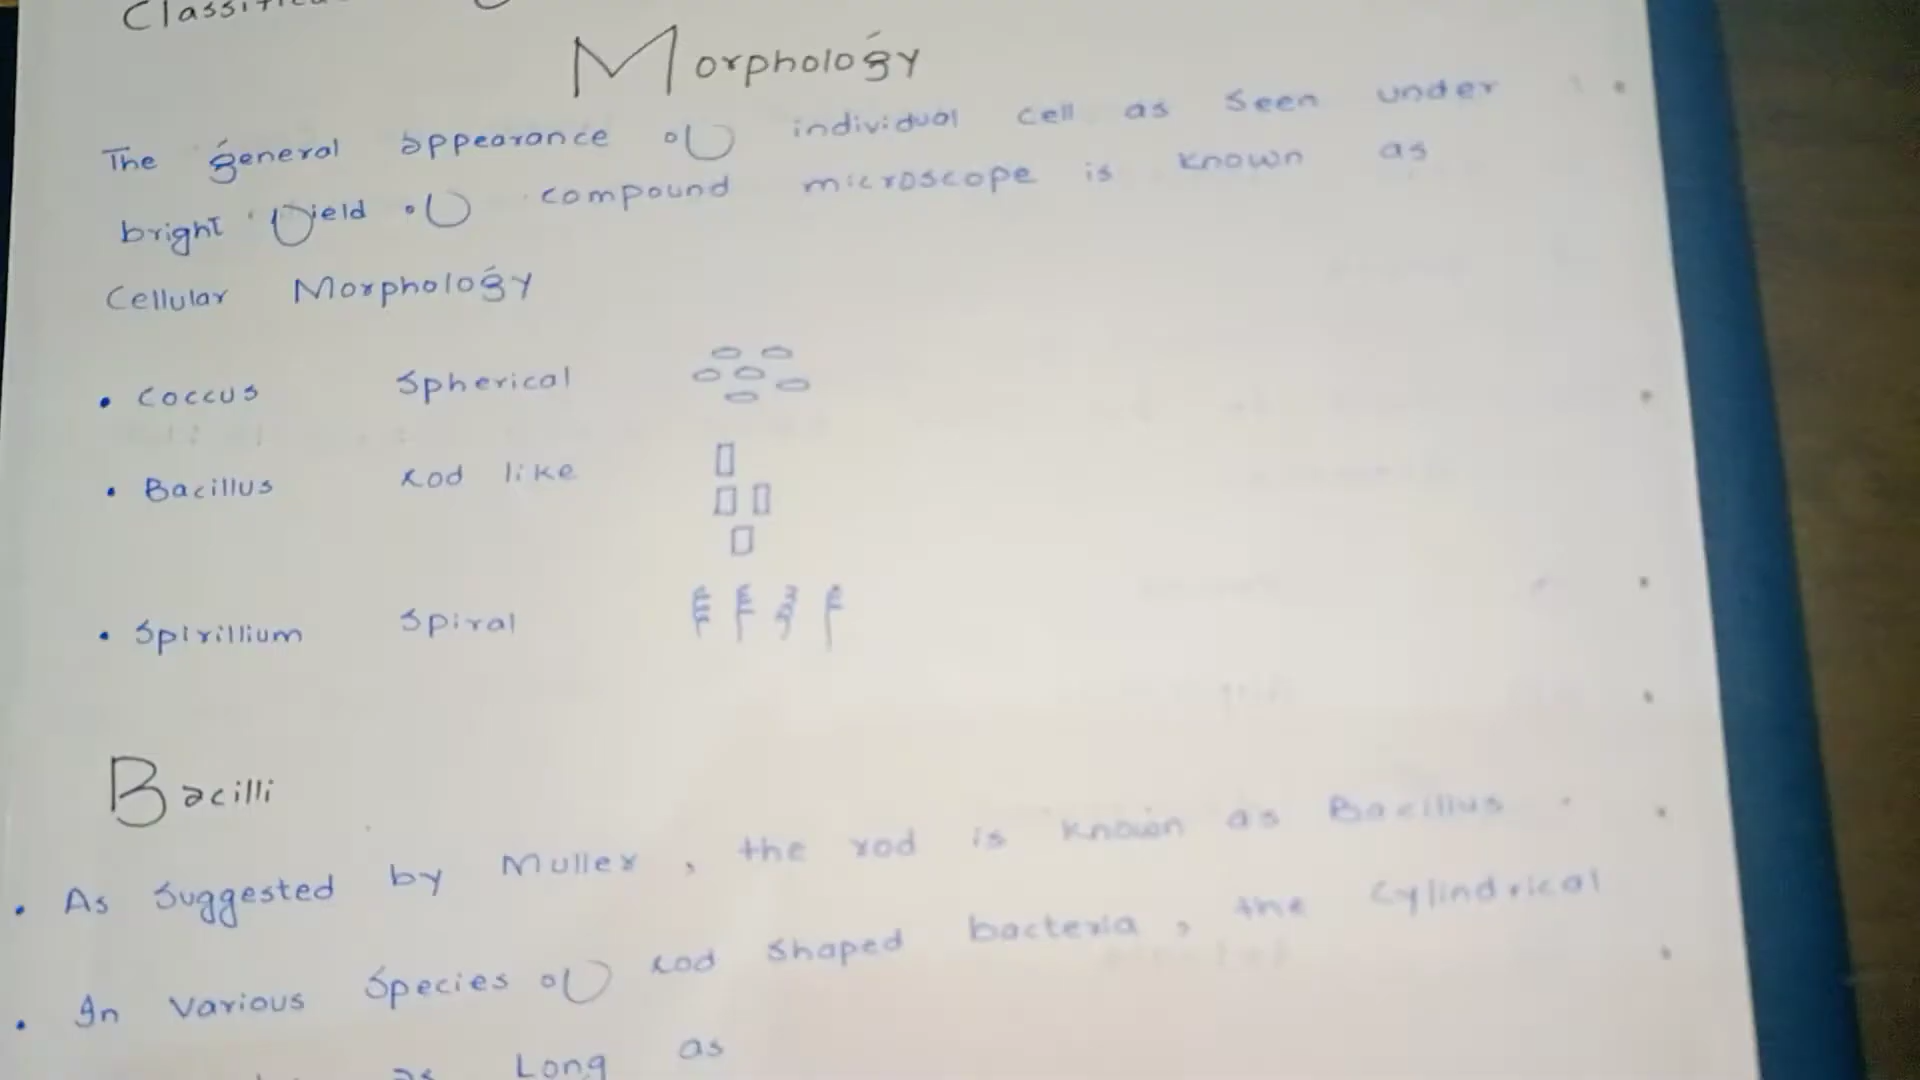 Morphology
The general appearance of individual cell as seen under
bright field of compound microscope is known as
Cellular Morphology
• Coccus Spherical
• Bacillus rod like
• Spirillium Spiral
Bacilli
• As Suggested by Muller, the rod is known as Bacillus.
• In various Species of rod shaped bacteria, the Cylindrical
as Long as